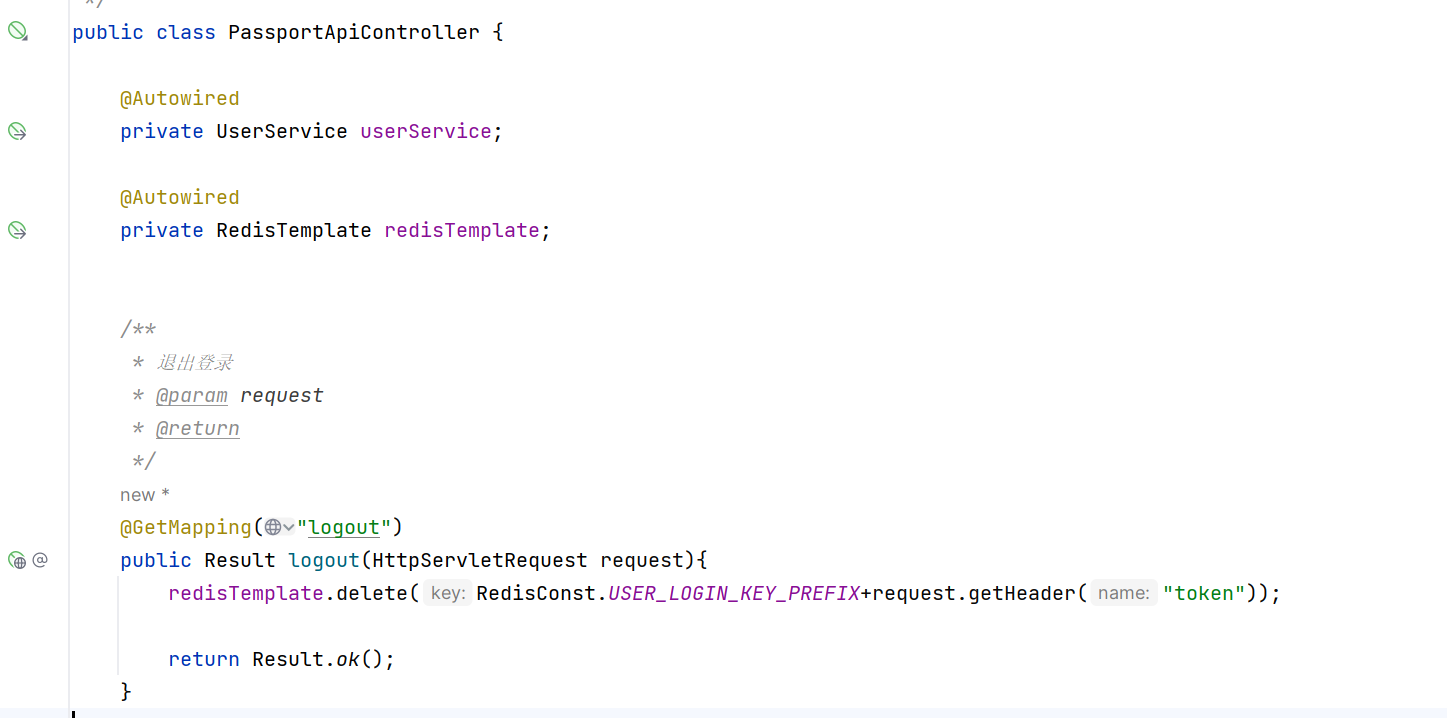 */
public class PassportApiController {
@Autowired
private UserService userService;
@Autowired
private RedisTemplate redisTemplate;
/**
* 退出登录
* @param request
* @return
*/
new *
@GetMapping("logout")
@
public Result logout(HttpServletRequest request){
redisTemplate.delete( key: RedisConst.USER_LOGIN_KEY_PREFIX+request.getHeader( name: "token"));
return Result.ok();
}